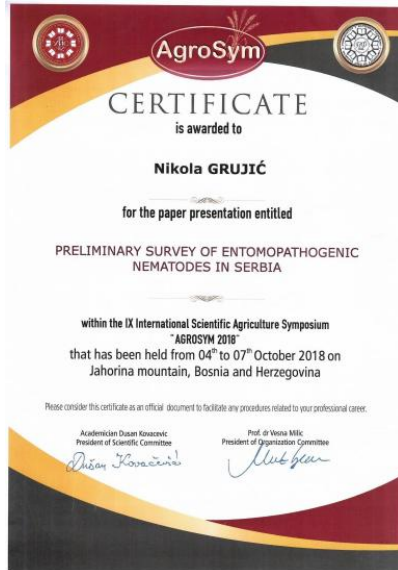 AgroSym
CERTIFICATE
is awarded to
Nikola GRUJIĆ
for the paper presentation entitled
PRELIMINARY SURVEY OF ENTOMOPATHOGENIC
NEMATODES IN SERBIA
within the IX International Scientific Agriculture Symposium
"AGROSYM 2018"
that has been held from 04th to 07th October 2018 on
Jahorina mountain, Bosnia and Herzegovina
Please consider this certificate as an official document to facilitate any procedures related to your professional career.
Academician Dusan Kovacevic
President of Scientific Committee
Dušan Kovačević
Prof. dr Vesna Milic
President of Organization Committee